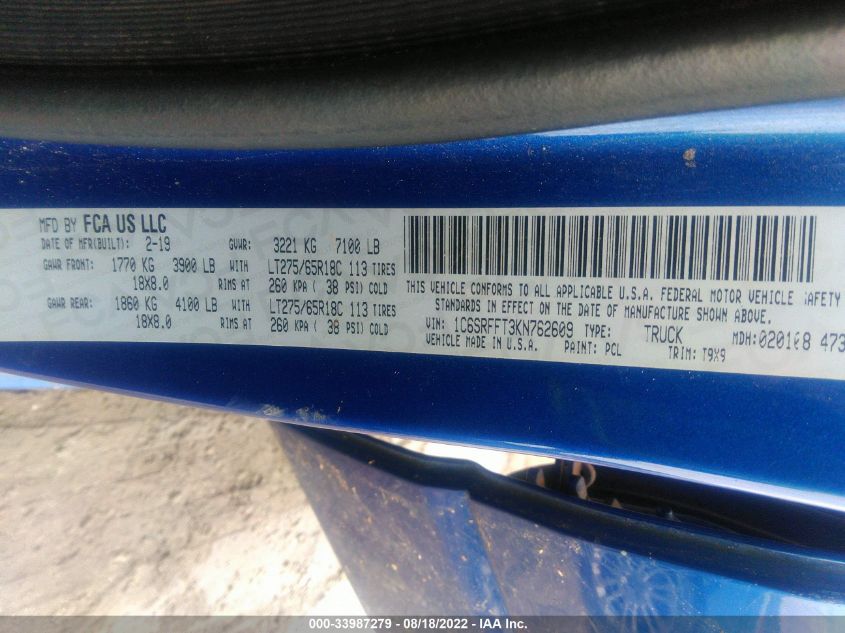 MFD BY FCA US LLC
DATE OF MFR(BUILT): 2-19 GVWR: 3221 KG 7100 LB
GAWR FRONT: 1770 KG 3900 LB WITH LT275/65R18C 113 TIRES
18X8.0 RIMS AT 260 KPA ( 38 PSI) COLD
GAWR REAR: 1860 KG 4100 LB WITH LT275/65R18C 113 TIRES
18X8.0 RIMS AT 260 KPA ( 38 PSI) COLD
THIS VEHICLE CONFORMS TO ALL APPLICABLE U.S.A. FEDERAL MOTOR VEHICLE SAFETY
STANDARDS IN EFFECT ON THE DATE OF MANUFACTURE SHOWN ABOVE.
VIN: 1C6SRFFT3KN762609 TYPE: TRUCK MDH: 473
VEHICLE MADE IN U.S.A. PAINT: PCL TRIM: T9X9
000-33987279 - 08/18/2022 - IAA Inc.